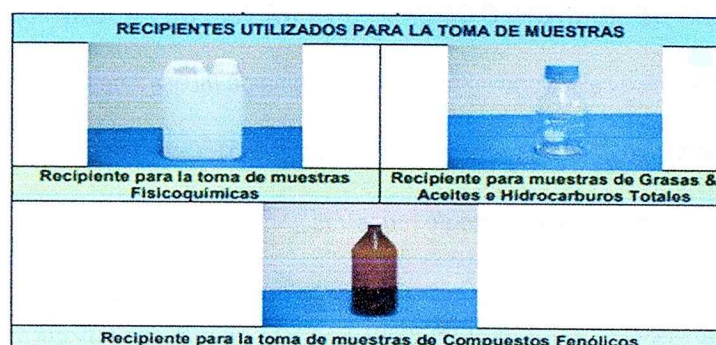 RECIPIENTES UTILIZADOS PARA LA TOMA DE MUESTRAS
Recipiente para la toma de muestras
Fisicoquímicas
Recipiente para muestras de Grasas &
Aceites e Hidrocarburos Totales
Recipiente para la toma de muestras de Compuestos Fenólicos